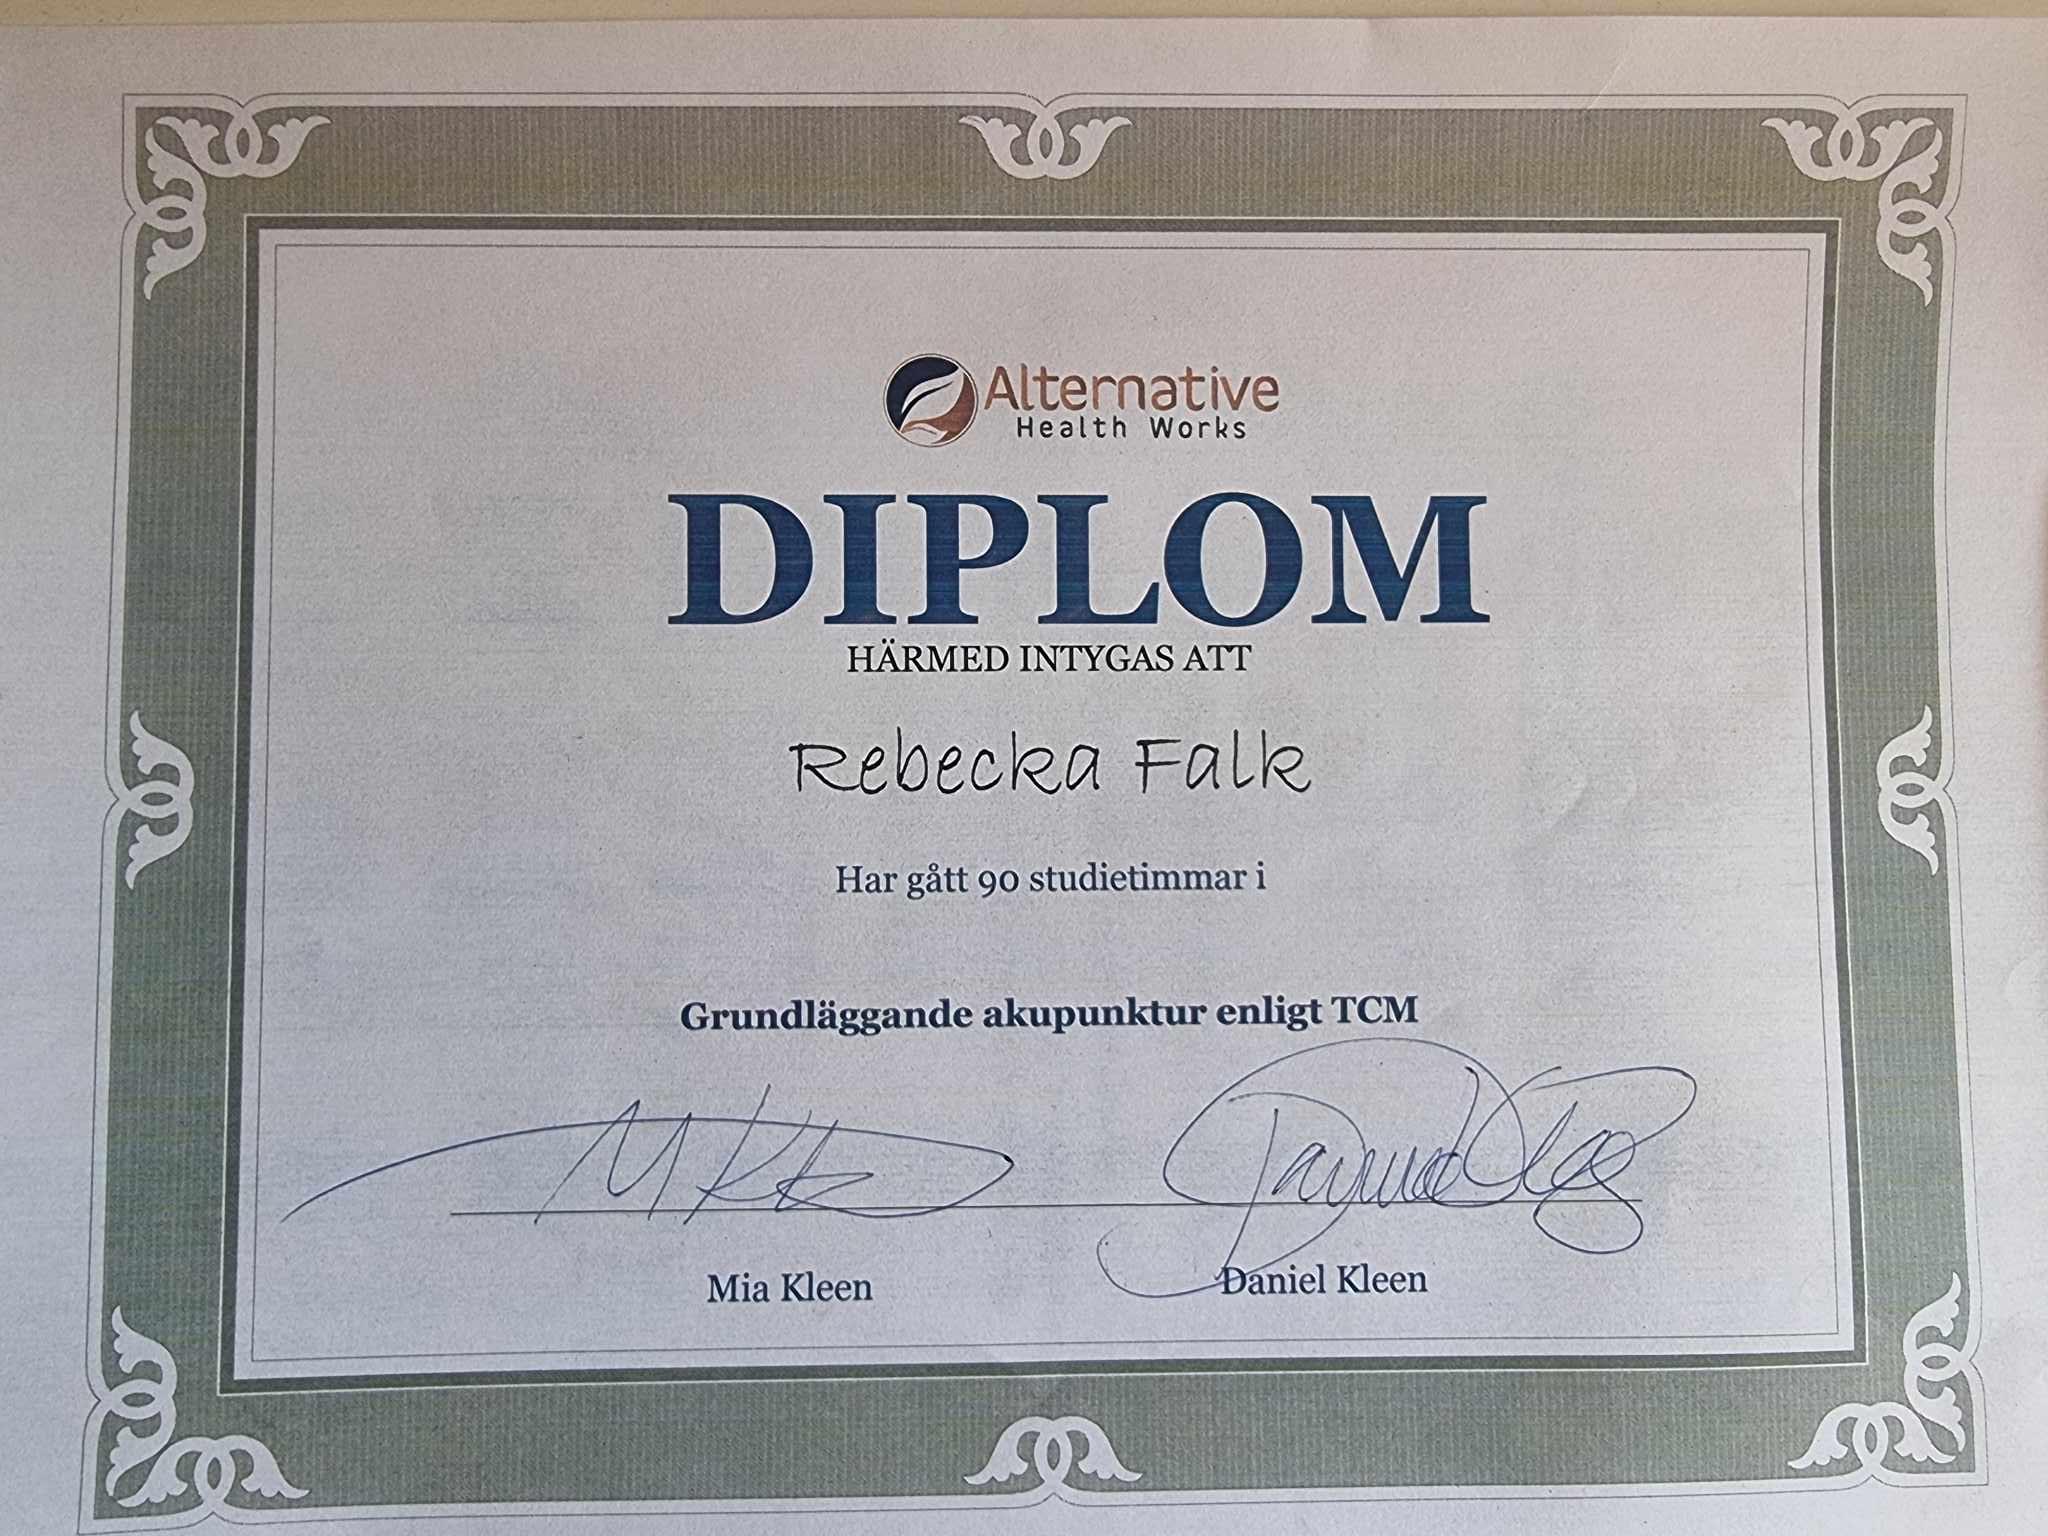 Alternative
Health Works
DIPLOM
HÄRMED INTYGAS ATT
Rebecka Falk
Har gått 90 studietimmar i
Grundläggande akupunktur enligt TCM
Mia Kleen
Daniel Kleen